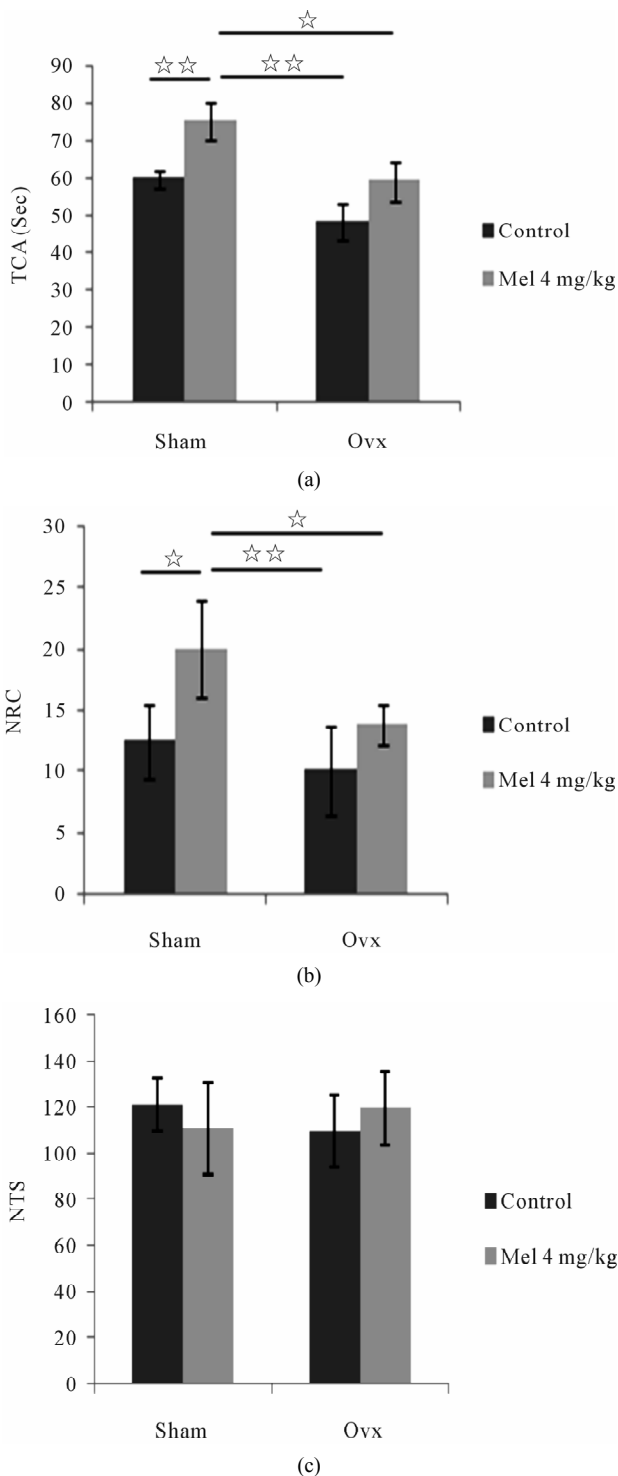 ☆
☆☆ ☆☆
90
80
70
60
50
40
30
20
10
0
TCA(Sec)
Control
Mel 4 mg/kg
Sham Ovx
(a)
☆
☆ ☆☆
30
25
20
15
10
5
0
NRC
Control
Mel 4 mg/kg
Sham Ovx
(b)
160
140
120
100
80
60
40
20
0
NTS
Control
Mel 4 mg/kg
Sham Ovx
(c)